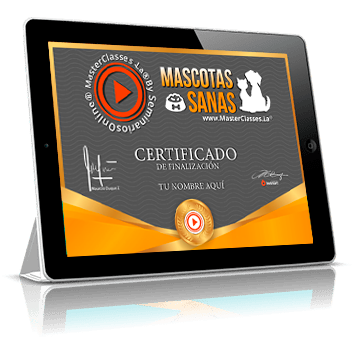 MasterClasses.La®By SeminariosOnline®
MASCOTAS
SANAS
www.MasterClasses.La®
CERTIFICADO
DE FINALIZACIÓN
TU NOMBRE AQUÍ